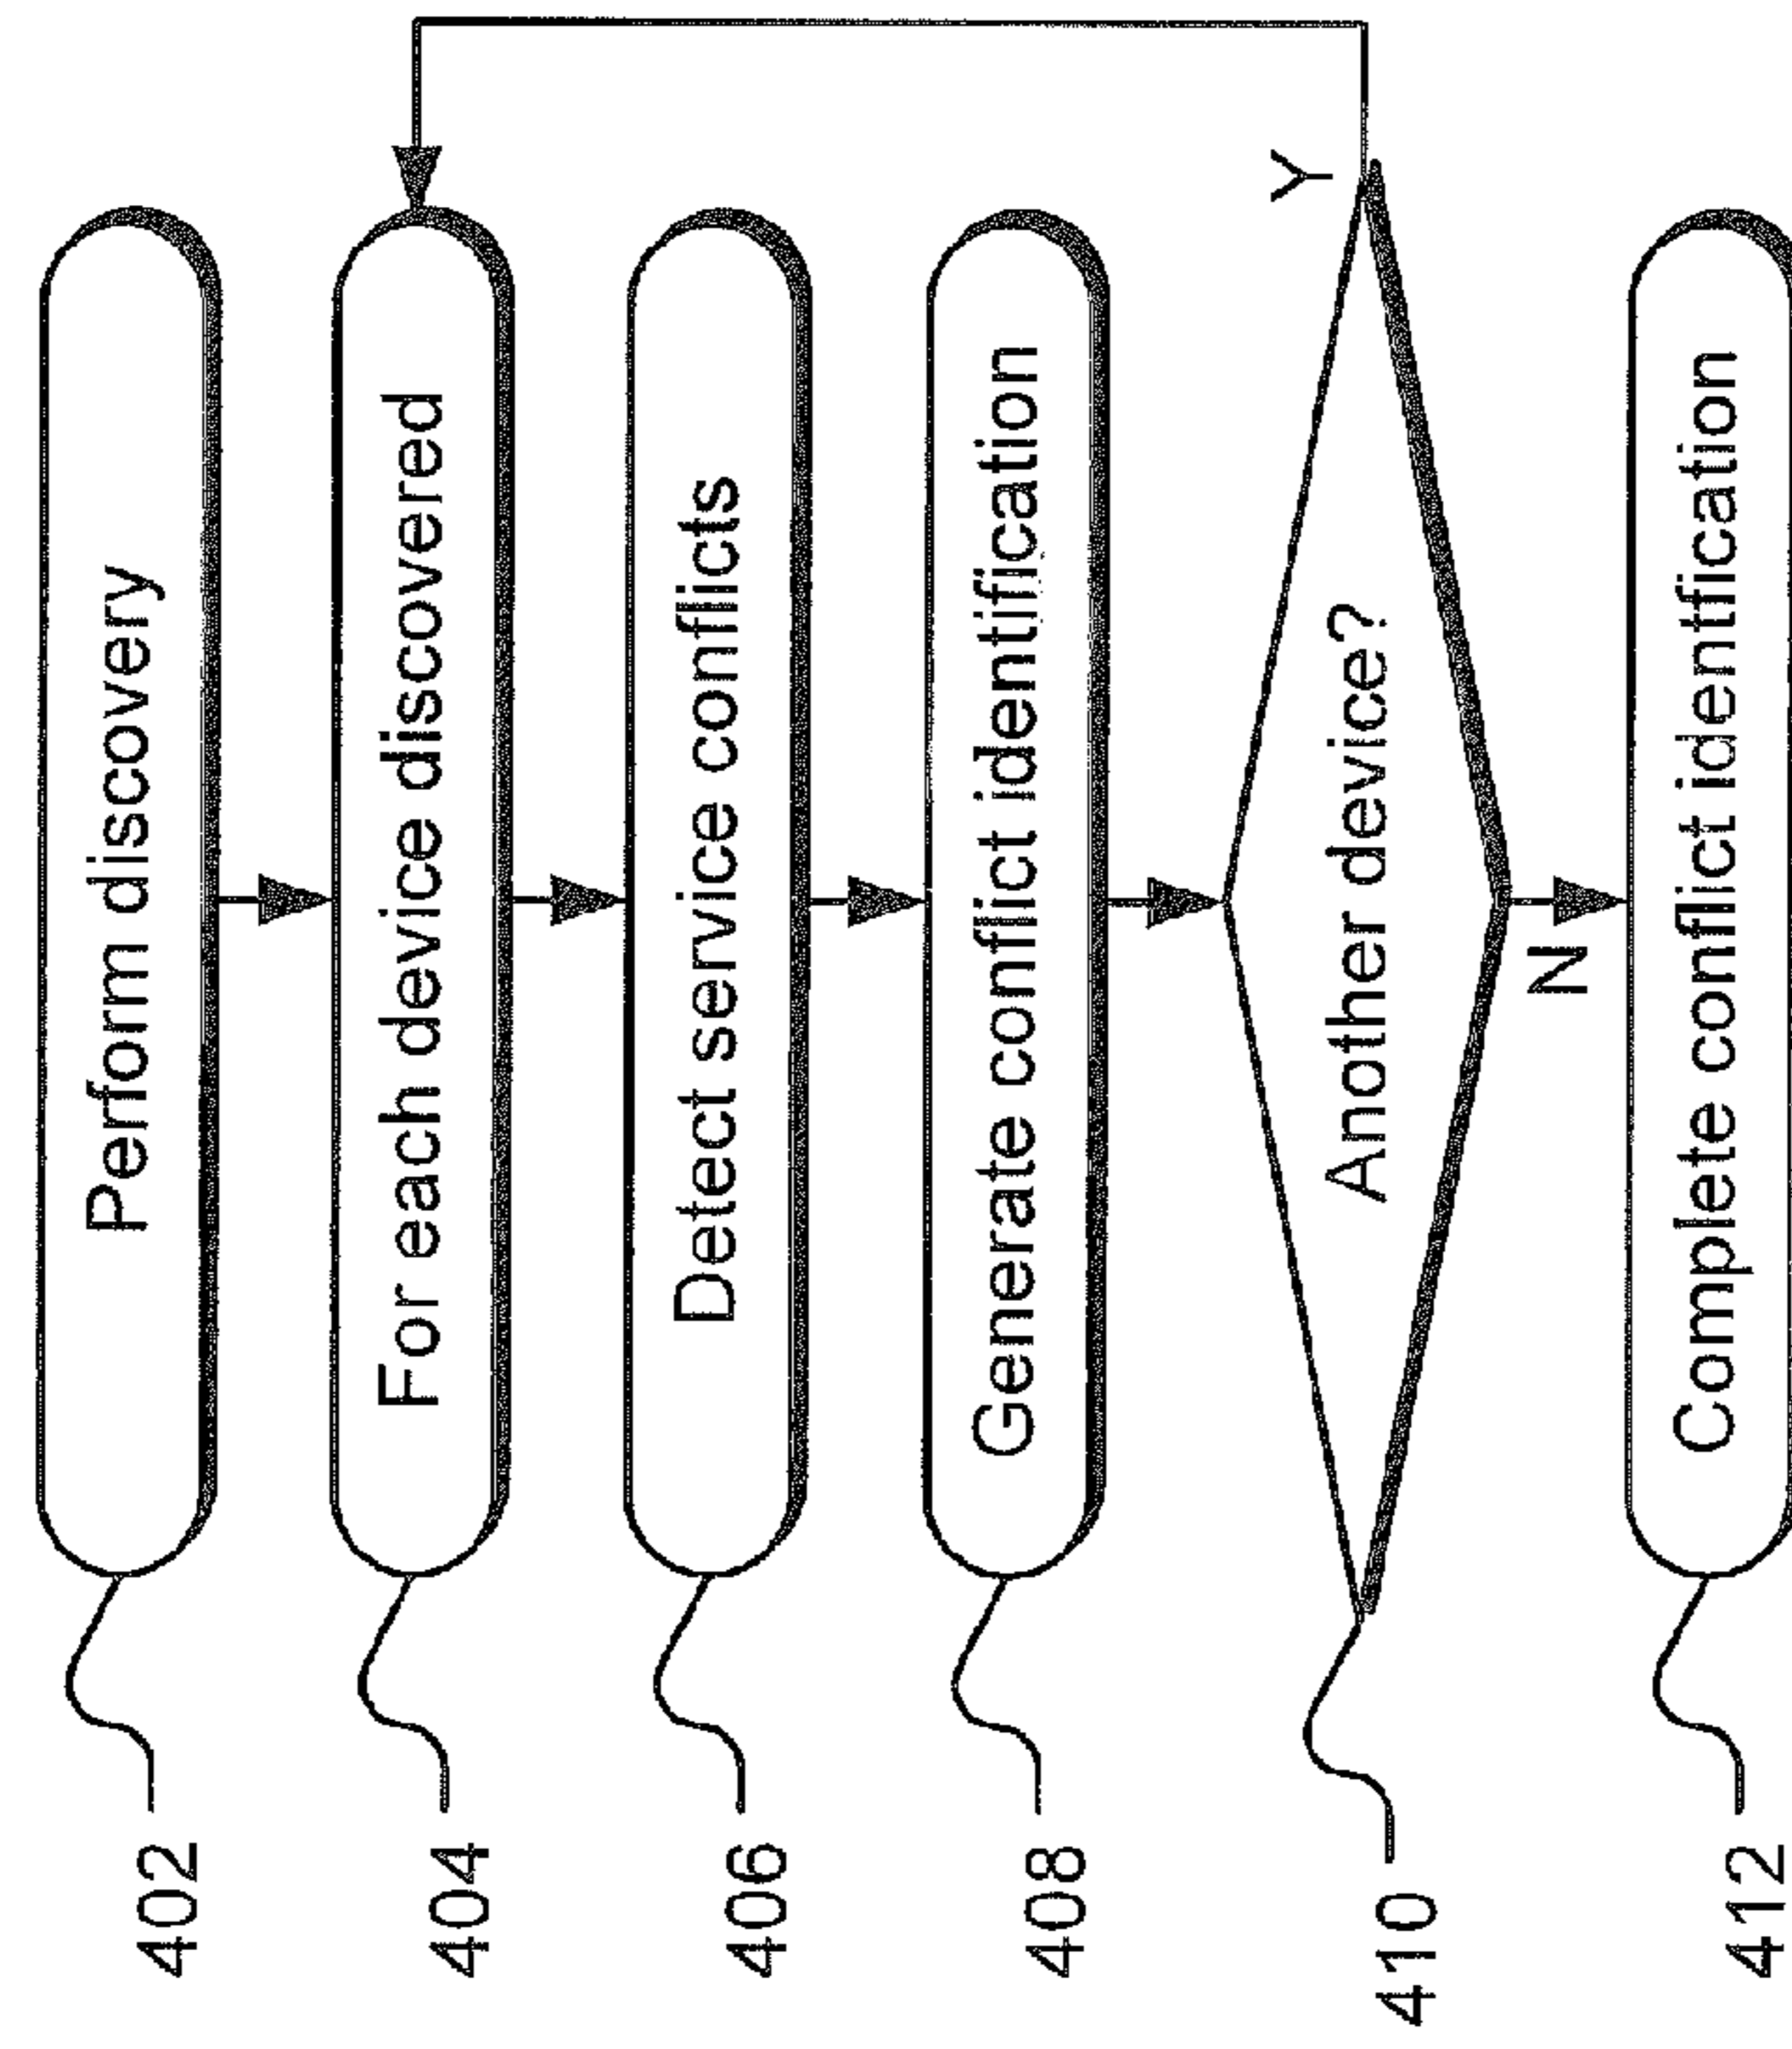 402
Perform discovery
404
For each device discovered
406
Detect service conflicts
408
Generate conflict identification
410
Another device?
Y
N
412
Complete conflict identification